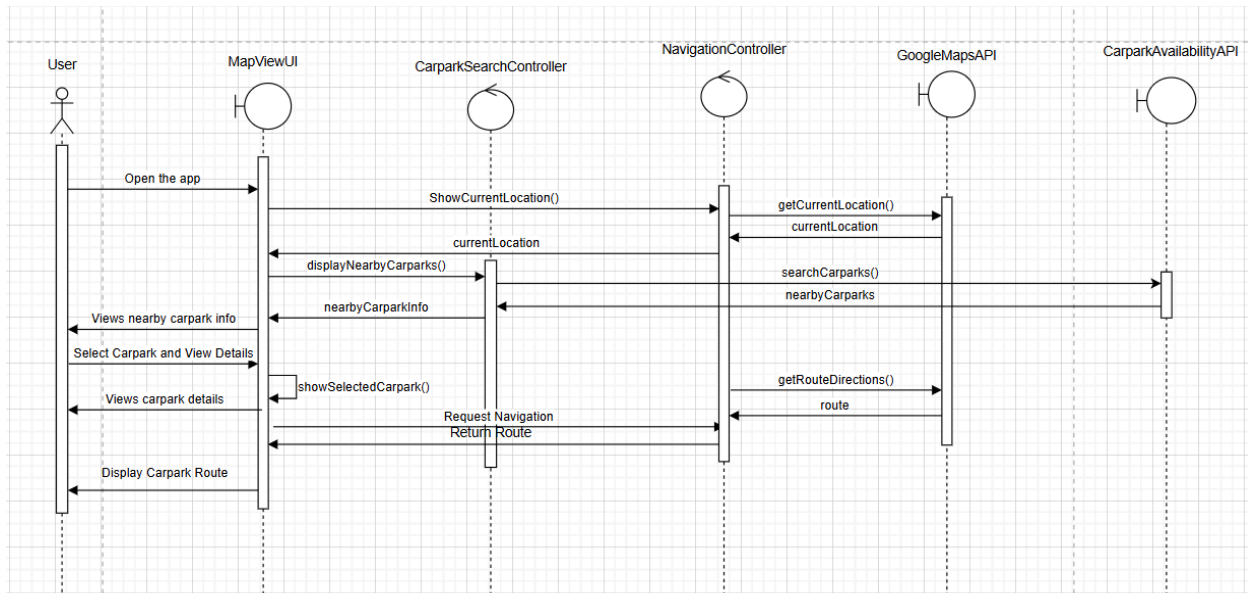 User
MapViewUI
CarparkSearchController
NavigationController
GoogleMapsAPI
CarparkAvailabilityAPI
Open the app
ShowCurrentLocation()
getCurrentLocation()
currentLocation
currentLocation
displayNearbyCarparks()
searchCarparks()
nearbyCarparks
nearbyCarparkInfo
Views nearby carpark info
Select Carpark and View Details
showSelectedCarpark()
getRouteDirections()
Views carpark details
route
Request Navigation
Return Route
Display Carpark Route